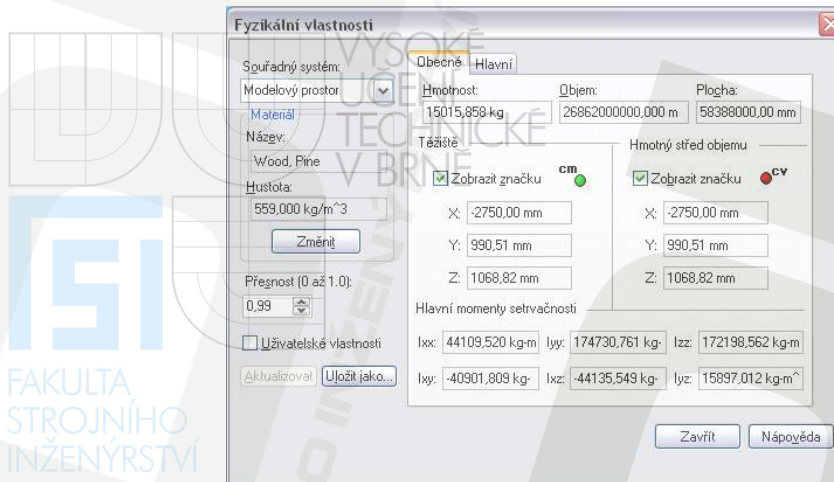 Fyzikální vlastnosti
Souřadný systém:
Modelový prostor
Materiál
Název:
Wood, Pine
Hustota:
559,000 kg/m^3
Změnit
Přesnost (0 až 1.0):
0,99
Uživatelské vlastnosti
Aktualizovat Uložit jako...
Obecné Hlavní
Hmotnost: Objem: Plocha:
15015,858 kg 26862000000,000 m 58388000,00 mm
Těžiště Hmotný střed objemu
Zobrazit značku cm Zobrazit značku cv
X: -2750,00 mm X: -2750,00 mm
Y: 990,51 mm Y: 990,51 mm
Z: 1068,82 mm Z: 1068,82 mm
Hlavní momenty setrvačnosti
Ixx: 44109,520 kg-m Iyy: 174730,761 kg- Izz: 172198,562 kg-m
Ixy: -40901,809 kg- Ixz: -44135,549 kg- Iyz: 15897,012 kg-m^
Zavřít Nápověda
VYSOKÉ
UČENÍ
TECHNICKÉ
V BRNĚ
FAKULTA
STROJNÍHO
INŽENÝRSTVÍ